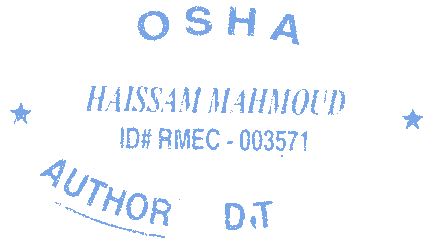 OSHA
HAISSAM MAHMOUD
ID# RMEC - 003571
AUTHOR D.T